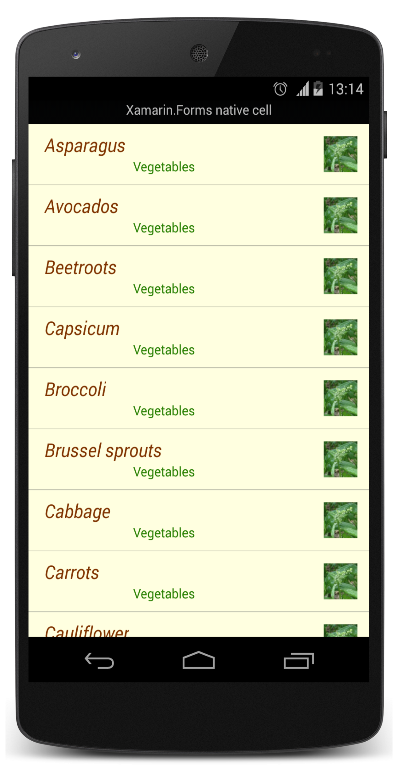 13:14
Xamarin.Forms native cell
Asparagus
Vegetables
Avocados
Vegetables
Beetroots
Vegetables
Capsicum
Vegetables
Broccoli
Vegetables
Brussel sprouts
Vegetables
Cabbage
Vegetables
Carrots
Vegetables
Cauliflower